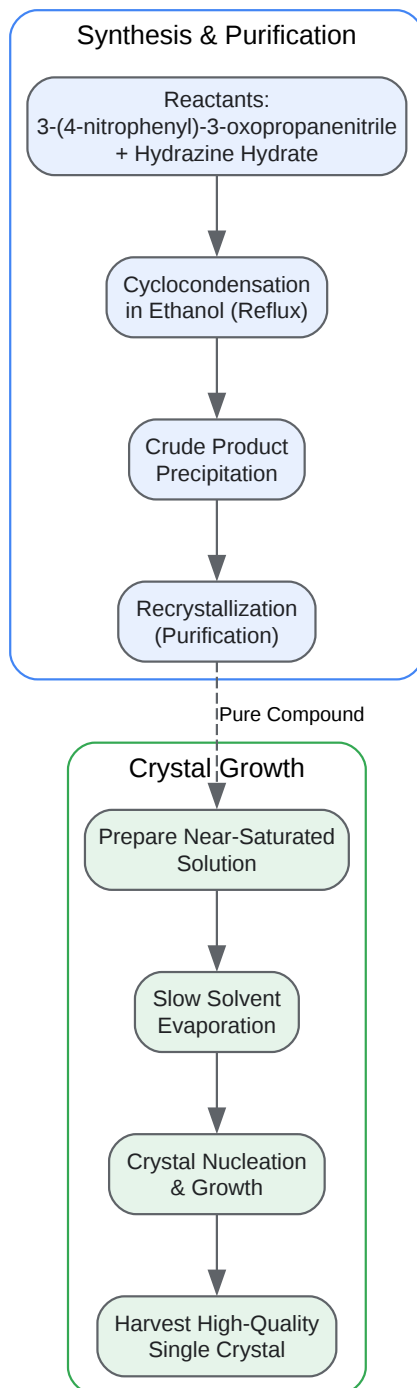 Synthesis & Purification
Reactants:
3-(4-nitrophenyl)-3-oxopropanenitrile
+ Hydrazine Hydrate
Cyclocondensation
in Ethanol (Reflux)
Crude Product
Precipitation
Recrystallization
(Purification)
Pure Compound
Crystal Growth
Prepare Near-Saturated
Solution
Slow Solvent
Evaporation
Crystal Nucleation
& Growth
Harvest High-Quality
Single Crystal